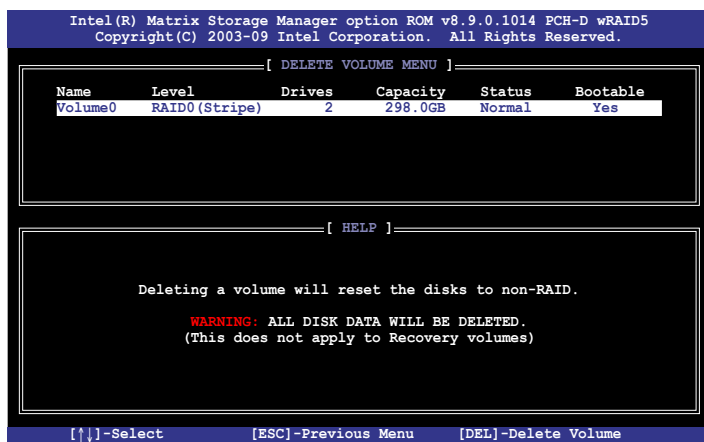 Intel(R) Matrix Storage Manager option ROM v8.9.0.1014 PCH-D wRAID5
Copyright(C) 2003-09 Intel Corporation. All Rights Reserved.
[ DELETE VOLUME MENU ]
Name Level Drives Capacity Status Bootable
Volume0 RAID0(Stripe) 2 298.0GB Normal Yes
[ HELP ]
Deleting a volume will reset the disks to non-RAID.
WARNING: ALL DISK DATA WILL BE DELETED.
(This does not apply to Recovery volumes)
[↑↓]-Select [ESC]-Previous Menu [DEL]-Delete Volume